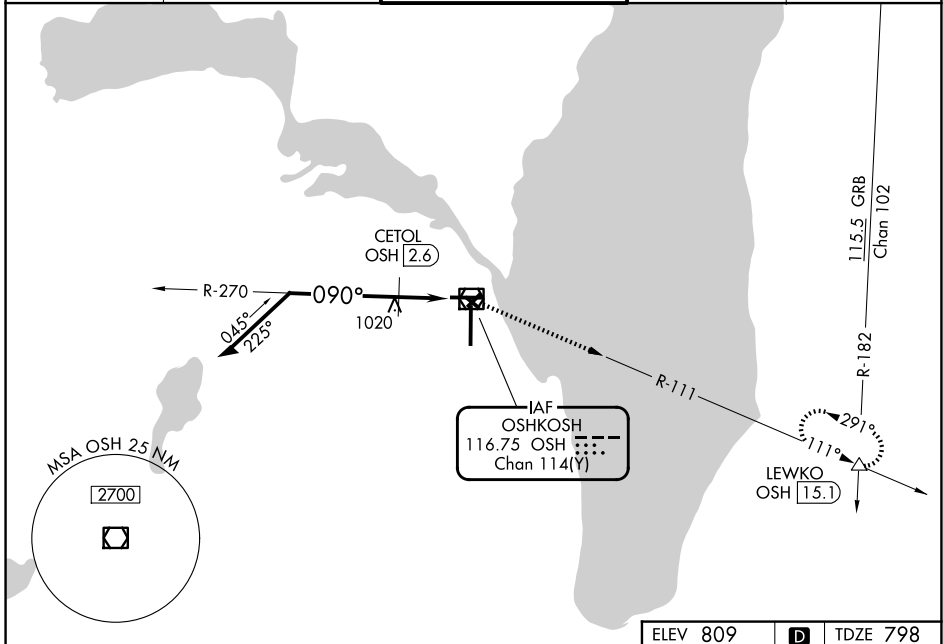 115.5 GRB
Chan 102
CETOL
OSH 2.6
R-270
090°
1020
045°
225°
R-182
R-111
IAF
OSHKOSH
116.75 OSH
Chan 114(Y)
291°
111°
LEWKO
OSH 15.1
MSA OSH 25 NM
2700
ELEV 809
D
TDZE 798